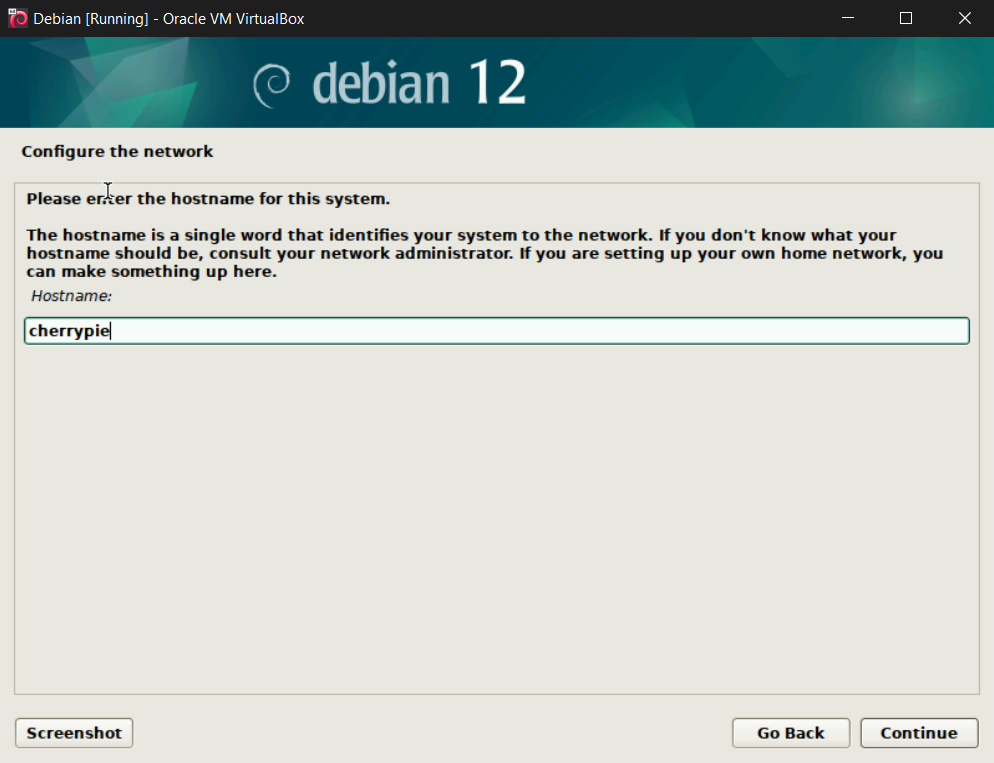 Debian [Running] - Oracle VM VirtualBox
debian 12
Configure the network
Please enter the hostname for this system.
The hostname is a single word that identifies your system to the network. If you don't know what your
hostname should be, consult your network administrator. If you are setting up your own home network, you
can make something up here.
Hostname:
cherrypie
Screenshot
Go Back
Continue